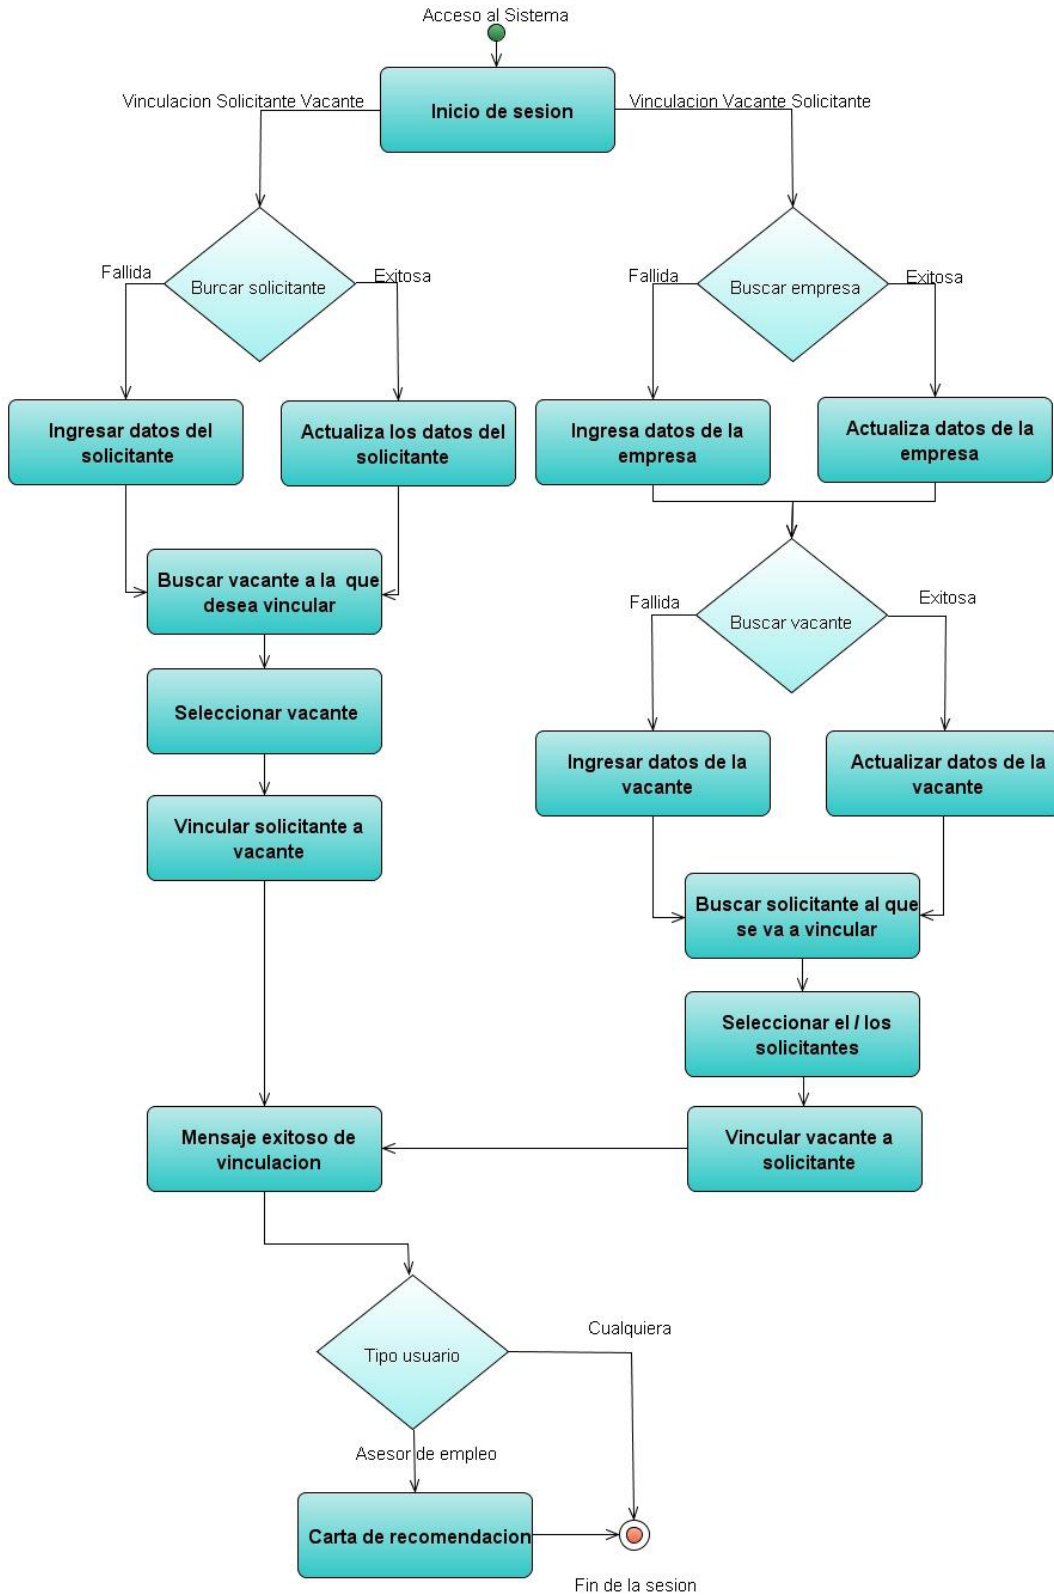 Acceso al Sistema
Vinculacion Solicitante Vacante
Inicio de sesion
Vinculacion Vacante Solicitante
Fallida
Burcar solicitante
Exitosa
Fallida
Buscar empresa
Exitosa
Ingresar datos del
solicitante
Actualiza los datos del
solicitante
Ingresa datos de la
empresa
Actualiza datos de la
empresa
Buscar vacante a la  que
desea vincular
Fallida
Buscar vacante
Exitosa
Seleccionar vacante
Ingresar datos de la
vacante
Actualizar datos de la
vacante
Vincular solicitante a
vacante
Buscar solicitante al que
se va a vincular
Seleccionar el / los
solicitantes
Mensaje exitoso de
vinculacion
Vincular vacante a
solicitante
Tipo usuario
Cualquiera
Asesor de empleo
Carta de recomendacion
Fin de la sesion